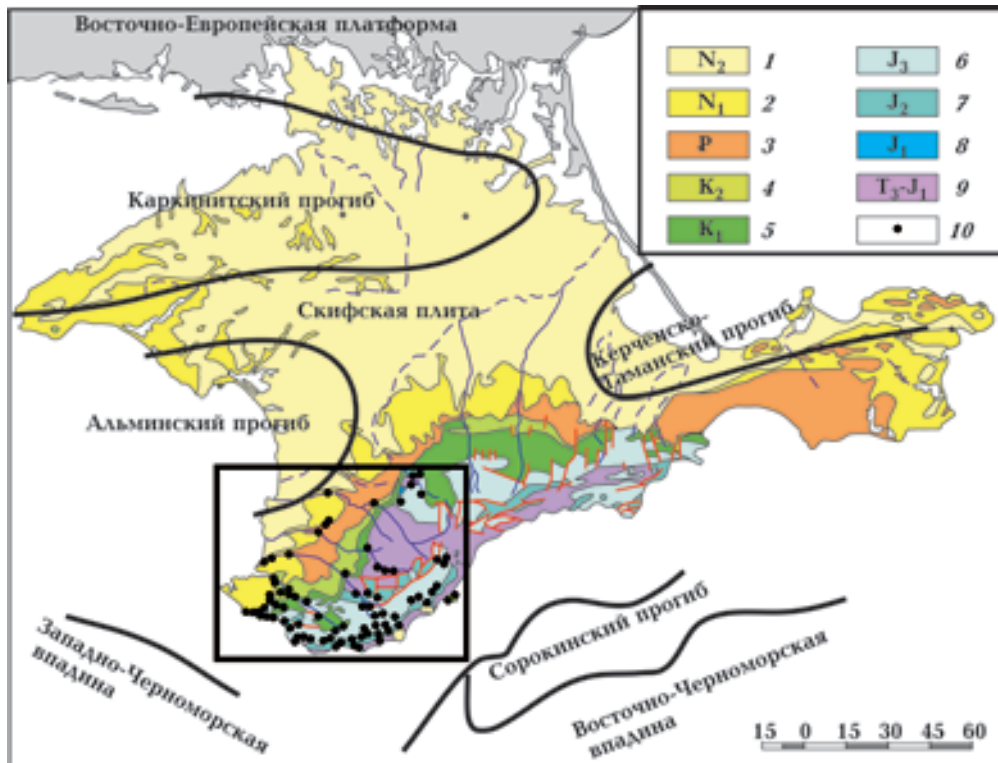 Восточно-Европейская платформа
N₂ 1
N₁ 2
P 3
K₂ 4
K₁ 5
J₃ 6
J₂ 7
J₁ 8
T₃-J₁ 9
10
Каркинитский прогиб
Скифская плита
Керченско-
Таманский прогиб
Альминский прогиб
Западно-Черноморская
впадина
Сорокинский прогиб
Восточно-Черноморская
впадина
15 0 15 30 45 60